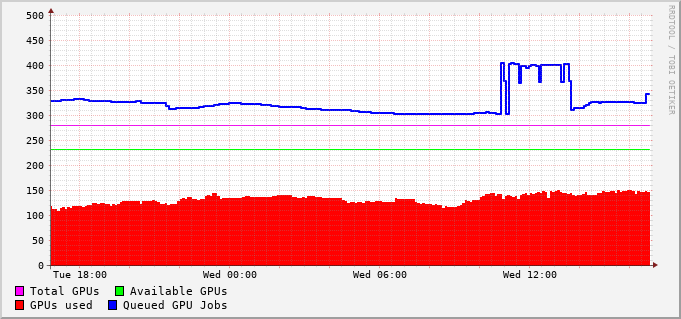 500
450
400
350
300
250
200
150
100
50
0
Tue 18:00 Wed 00:00 Wed 06:00 Wed 12:00
Total GPUs Available GPUs
GPUs used Queued GPU Jobs
RRDTOOL / TOBI OETIKER